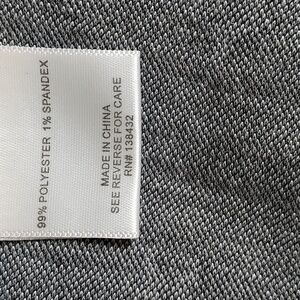 99% POLYESTER 1% SPANDEX
MADE IN CHINA
SEE REVERSE FOR CARE
RN# 138432